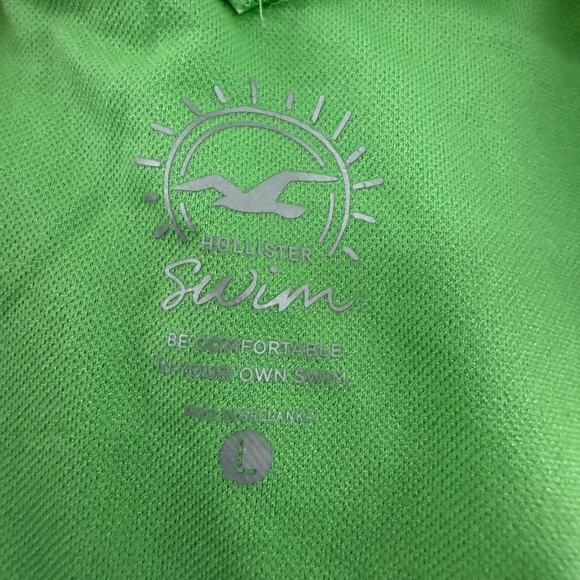 HOLLISTER
Swim
BE COMFORTABLE
IN YOUR OWN SWIM.
MADE IN SRI LANKA
L